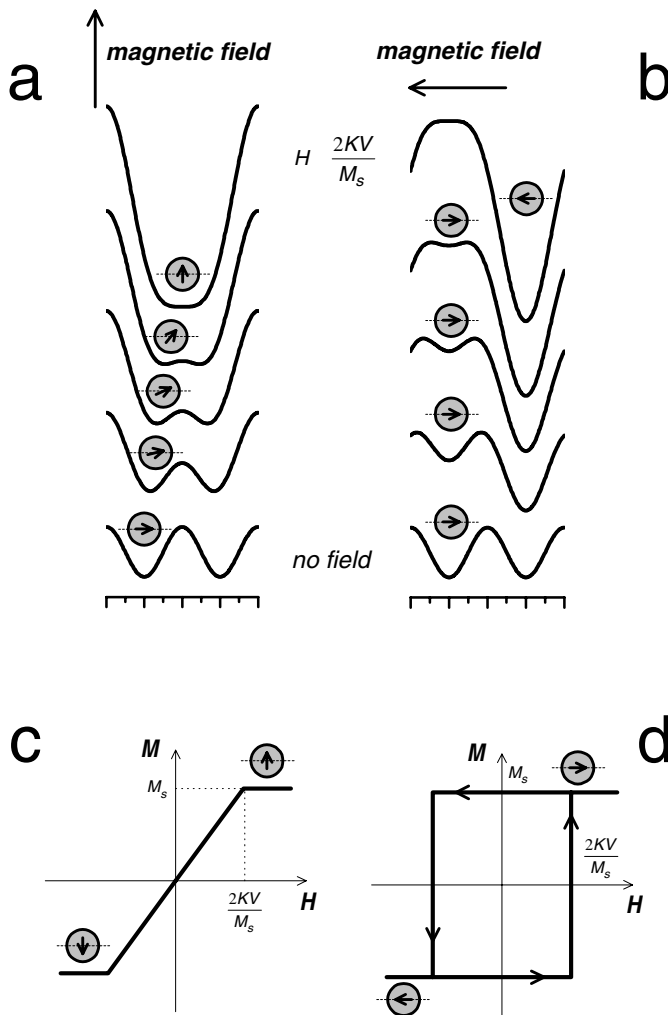 magnetic field
magnetic field
a
b
H 2KV
M_s
no field
c
d
M
M_s
2KV
M_s
H
M
M_s
2KV
M_s
H